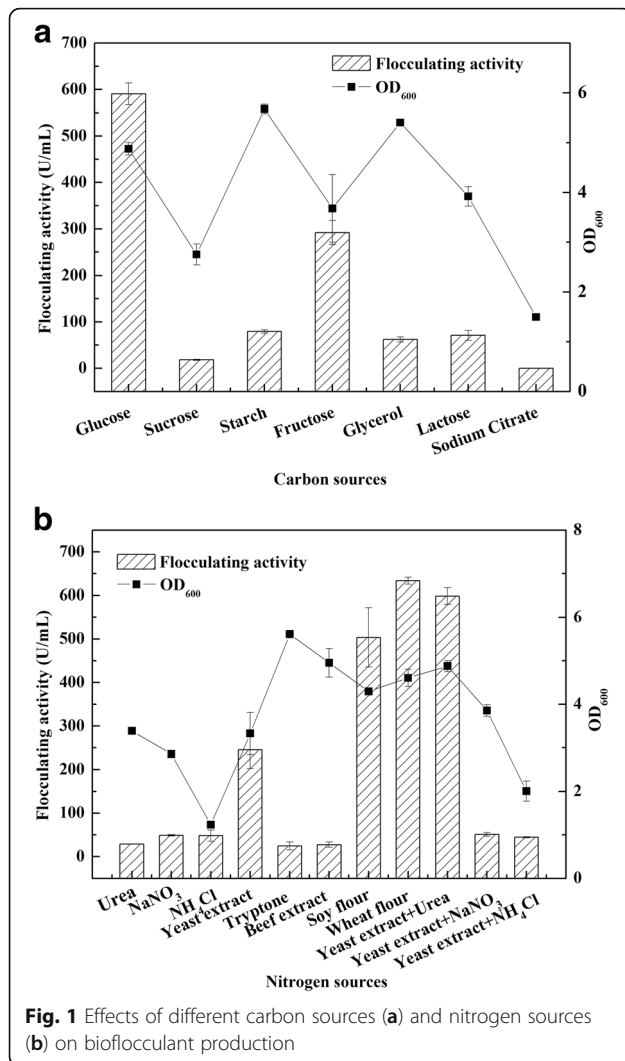 a
700
600
500
400
300
200
100
0
Flocculating activity (U/mL)
Flocculating activity
OD600
6
4
2
0
OD600
Glucose
Sucrose
Starch
Fructose
Glycerol
Lactose
Sodium Citrate
Carbon sources
b
700
600
500
400
300
200
100
0
Flocculating activity (U/mL)
Flocculating activity
OD600
8
6
4
2
0
OD600
Urea
NaNO3
NH4Cl
Yeast extract
Tryptone
Beef extract
Soy flour
Wheat flour
Yeast extract+Urea
Yeast extract+NaNO3
Yeast extract+NH4Cl
Nitrogen sources
Fig. 1 Effects of different carbon sources (a) and nitrogen sources
(b) on bioflocculant production